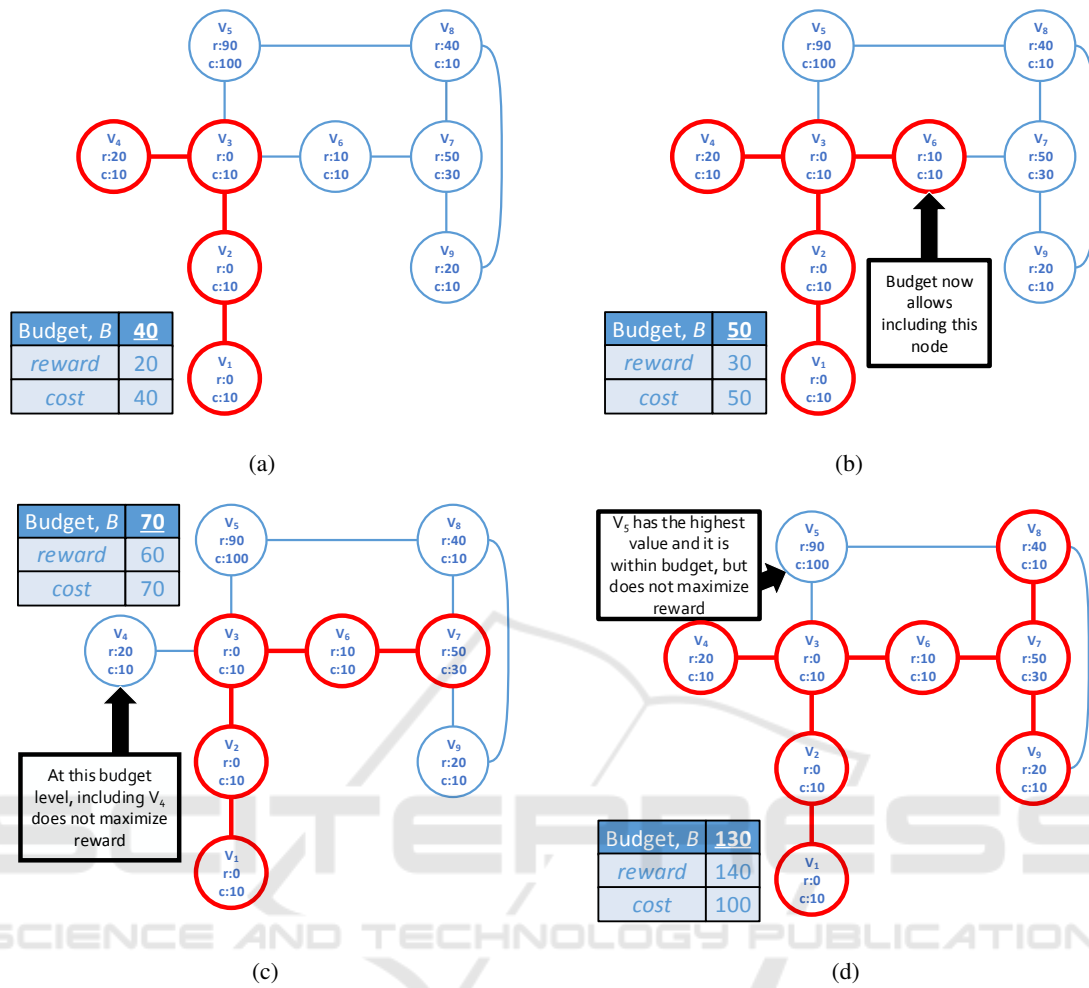 V5
r:90
c:100
V8
r:40
c:10
V4
r:20
c:10
V3
r:0
c:10
V6
r:10
c:10
V7
r:50
c:30
V2
r:0
c:10
V9
r:20
c:10
V1
r:0
c:10
Budget, B 40
reward 20
cost 40
(a)
V5
r:90
c:100
V8
r:40
c:10
V4
r:20
c:10
V3
r:0
c:10
V6
r:10
c:10
V7
r:50
c:30
V2
r:0
c:10
V9
r:20
c:10
Budget now
allows
including this
node
V1
r:0
c:10
Budget, B 50
reward 30
cost 50
(b)
Budget, B 70
reward 60
cost 70
V5
r:90
c:100
V8
r:40
c:10
V4
r:20
c:10
V3
r:0
c:10
V6
r:10
c:10
V7
r:50
c:30
At this budget
level, including V4
does not maximize
reward
V2
r:0
c:10
V9
r:20
c:10
V1
r:0
c:10
(c)
V5 has the highest
value and it is
within budget, but
does not maximize
reward
V5
r:90
c:100
V8
r:40
c:10
V4
r:20
c:10
V3
r:0
c:10
V6
r:10
c:10
V7
r:50
c:30
V2
r:0
c:10
V9
r:20
c:10
V1
r:0
c:10
Budget, B 130
reward 140
cost 100
(d)
SCITEPRESS
SCIENCE AND TECHNOLOGY PUBLICATION